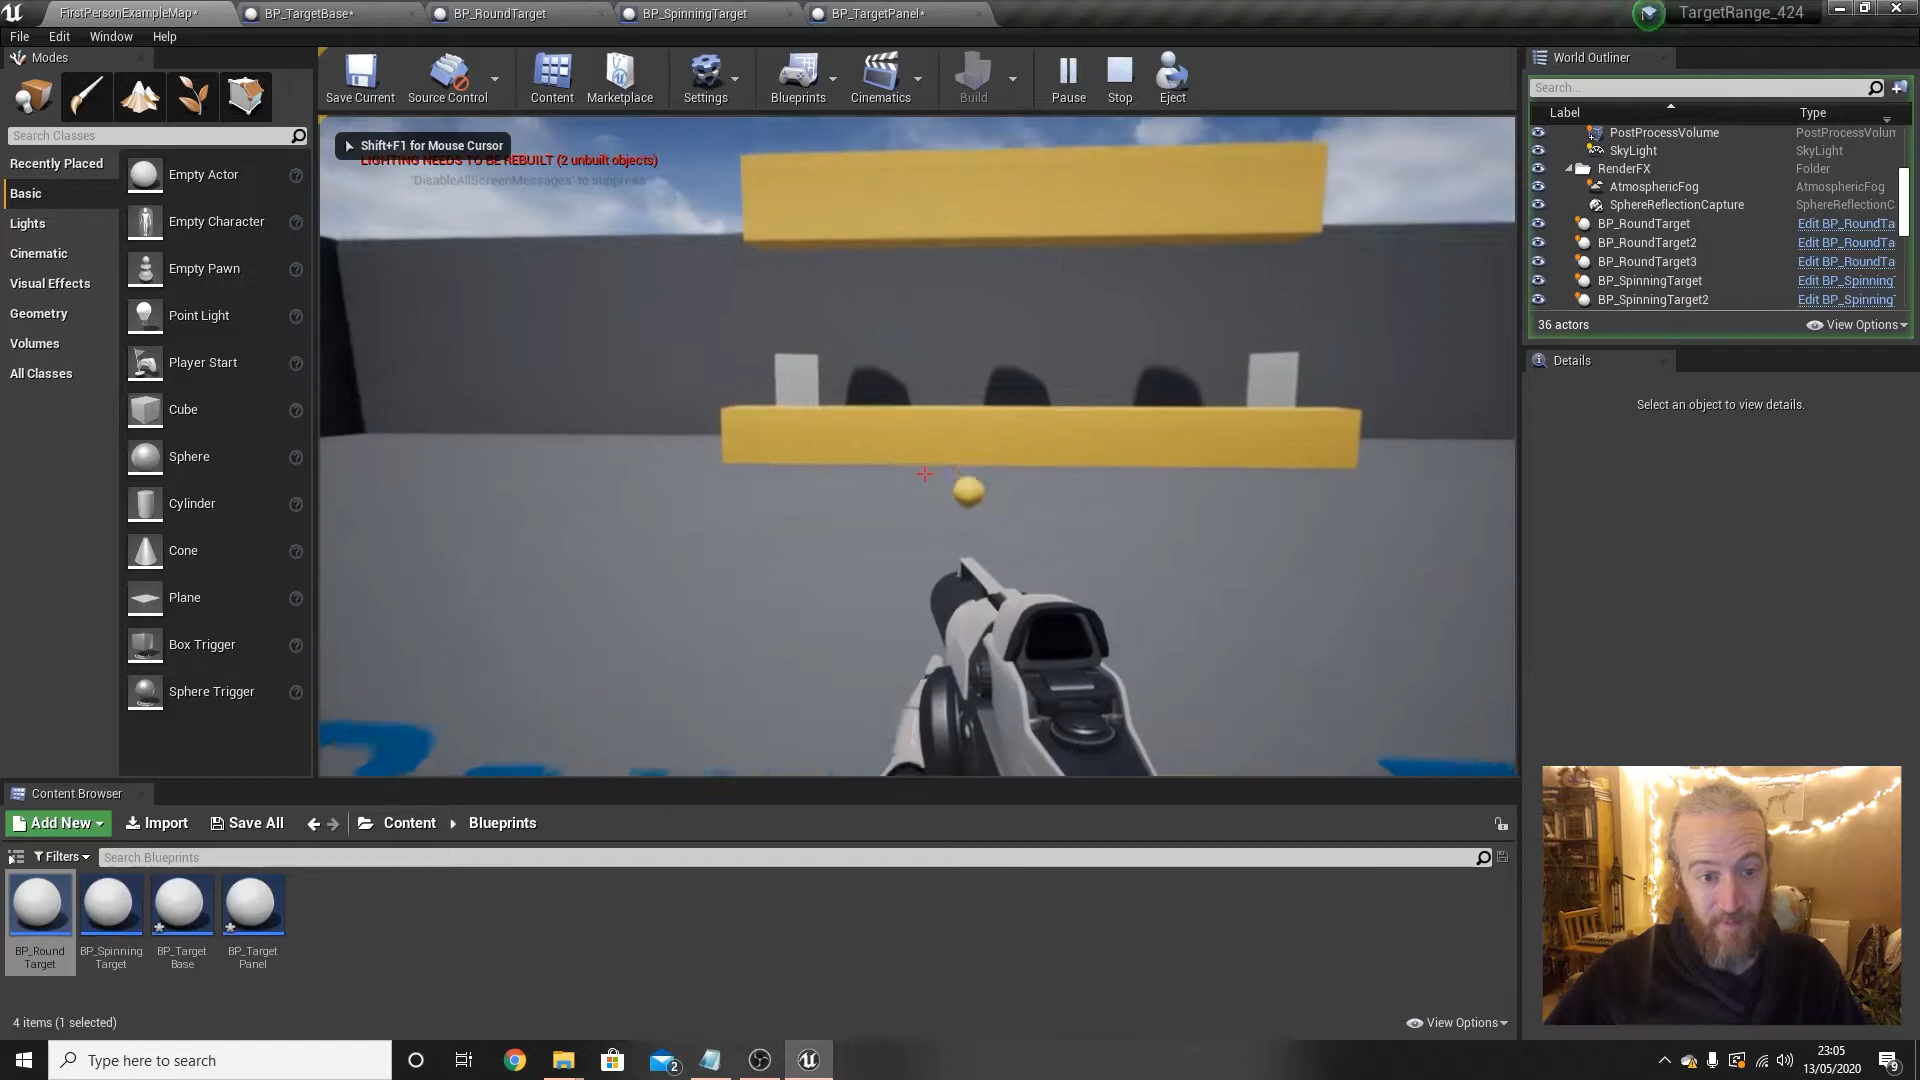 FirstPersonExampleMap*
BP_TargetBase*
BP_RoundTarget
BP_SpinningTarget
BP_TargetPanel*
TargetRange_424
File
Edit
Window
Help
Modes
Search Classes
Recently Placed
Basic
Lights
Cinematic
Visual Effects
Geometry
Volumes
All Classes
Empty Actor
Empty Character
Empty Pawn
Point Light
Player Start
Cube
Sphere
Cylinder
Cone
Plane
Box Trigger
Sphere Trigger
Save Current
Source Control
Content
Marketplace
Settings
Blueprints
Cinematics
Build
Pause
Stop
Eject
Shift+F1 for Mouse Cursor
LIGHTING NEEDS TO BE REBUILT (2 unbuilt objects)
'DisableAllScreenMessages' to suppress
World Outliner
Search...
Label
Type
PostProcessVolume
PostProcessVolum
SkyLight
SkyLight
RenderFX
Folder
AtmosphericFog
AtmosphericFog
SphereReflectionCapture
SphereReflectionC
BP_RoundTarget
Edit BP_RoundTa
BP_RoundTarget2
Edit BP_RoundTa
BP_RoundTarget3
Edit BP_RoundTa
BP_SpinningTarget
Edit BP_Spinning
BP_SpinningTarget2
Edit BP_Spinning
36 actors
View Options
Details
Select an object to view details.
Content Browser
Add New
Import
Save All
Content
Blueprints
Filters
Search Blueprints
BP_Round
Target
BP_Spinning
Target
BP_Target
Base
BP_Target
Panel
4 items (1 selected)
View Options
Type here to search
2
23:05
13/05/2020
9